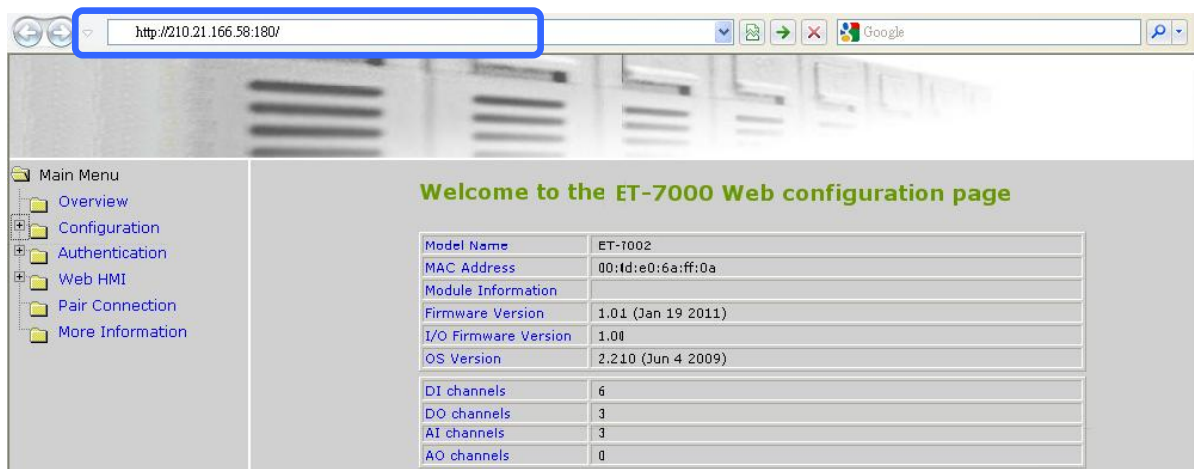 http://210.21.166.58:180/
Google
Main Menu
Overview
Configuration
Authentication
Web HMI
Pair Connection
More Information
Welcome to the ET-7000 Web configuration page
Model Name ET-7002
MAC Address 00:0d:e0:6a:ff:0a
Module Information
Firmware Version 1.01 (Jan 19 2011)
I/O Firmware Version 1.00
OS Version 2.210 (Jun 4 2009)
DI channels 6
DO channels 3
AI channels 3
AO channels 0